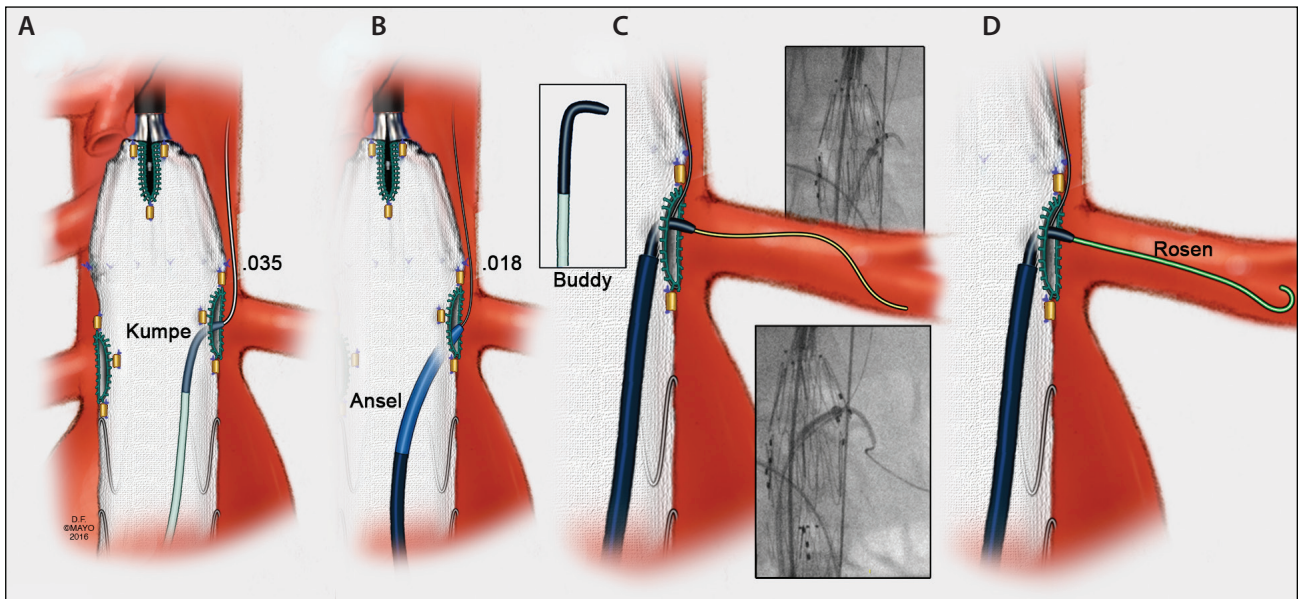 A
B
C
D
.035
.018
Kumpe
Ansel
Buddy
Rosen
D.F.
©MAYO
2016